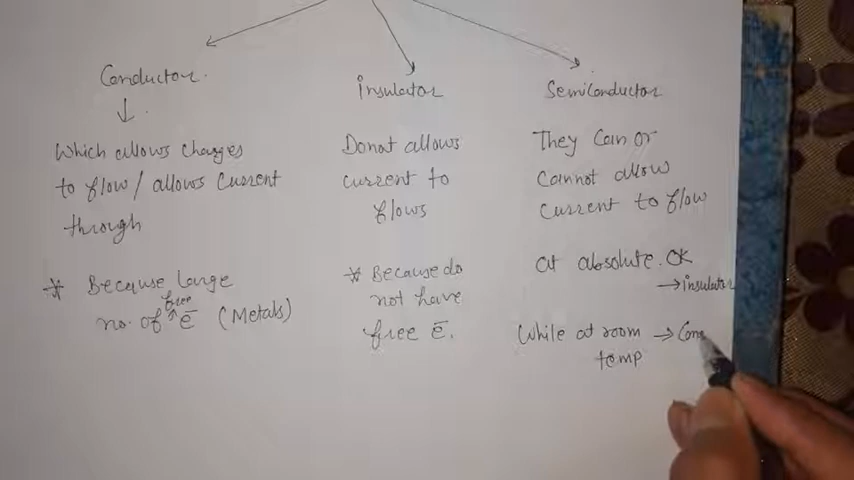 Conductor.
Which allows charges
to flow / allows current
through
* Because large
no. of free ē (Metals)
insulator
Donot allows
current to
flows
* Because do
not have
free ē.
Semiconductor
They can or
cannot allow
current to flow
at absolute. OK
→ insulator
While at room → Con
temp